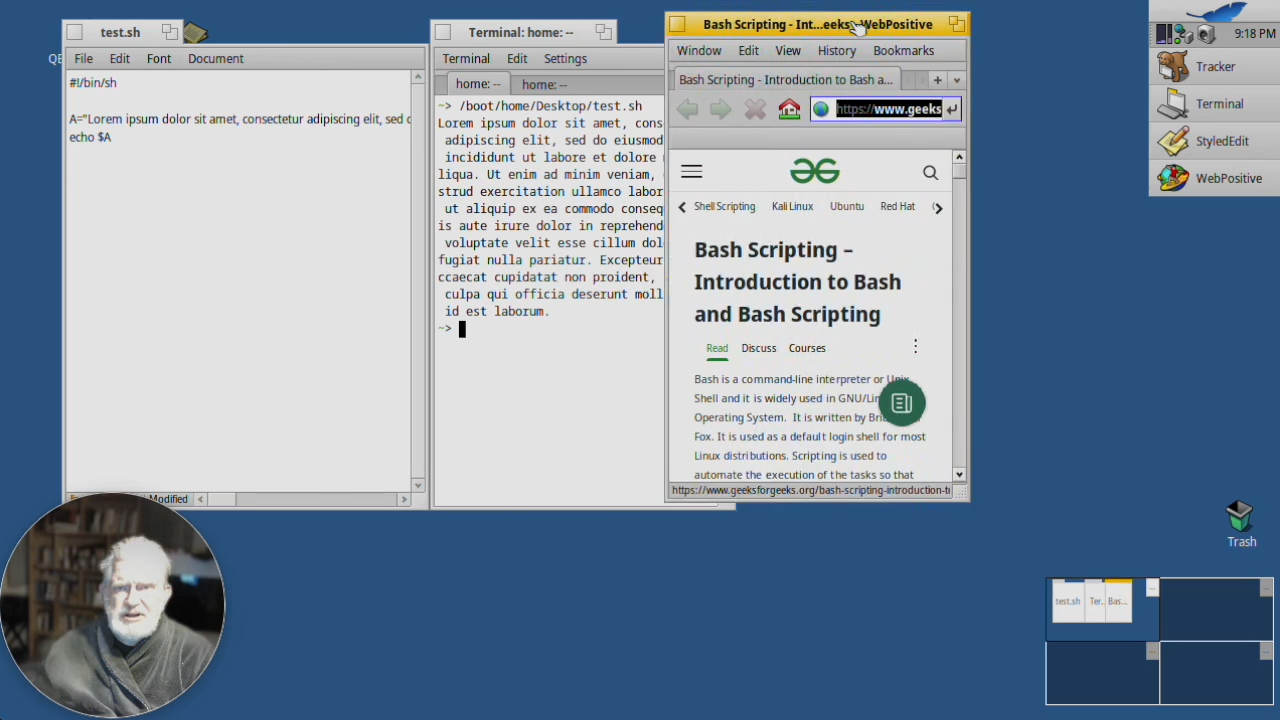 test.sh
File Edit Font Document
#!/bin/sh
A="Lorem ipsum dolor sit amet, consectetur adipiscing elit, sed
echo $A
Modified
Terminal: home: --
Terminal Edit Settings
home: -- home: --
~> /boot/home/Desktop/test.sh
Lorem ipsum dolor sit amet, cons
adipiscing elit, sed do eiusmod
incididunt ut labore et dolore
liqua. Ut enim ad minim veniam,
strud exercitation ullamco labor
ut aliquip ex ea commodo conseq
is aute irure dolor in reprehende
voluptate velit esse cillum dol
fugiat nulla pariatur. Excepteur
ccaecat cupidatat non proident,
culpa qui officia deserunt moll
id est laborum.
~>
Bash Scripting - Int...eeks - WebPositive
Window Edit View History Bookmarks
Bash Scripting - Introduction to Bash a...
https://www.geeks
Shell Scripting Kali Linux Ubuntu Red Hat
Bash Scripting –
Introduction to Bash
and Bash Scripting
Read Discuss Courses
Bash is a command-line interpreter or Unix
Shell and it is widely used in GNU/Lin
Operating System. It is written by Bri
Fox. It is used as a default login shell for most
Linux distributions. Scripting is used to
automate the execution of the tasks so that
https://www.geeksforgeeks.org/bash-scripting-introduction-t
9:18 PM
Tracker
Terminal
StyledEdit
WebPositive
Trash
test.sh Ter... Bas...